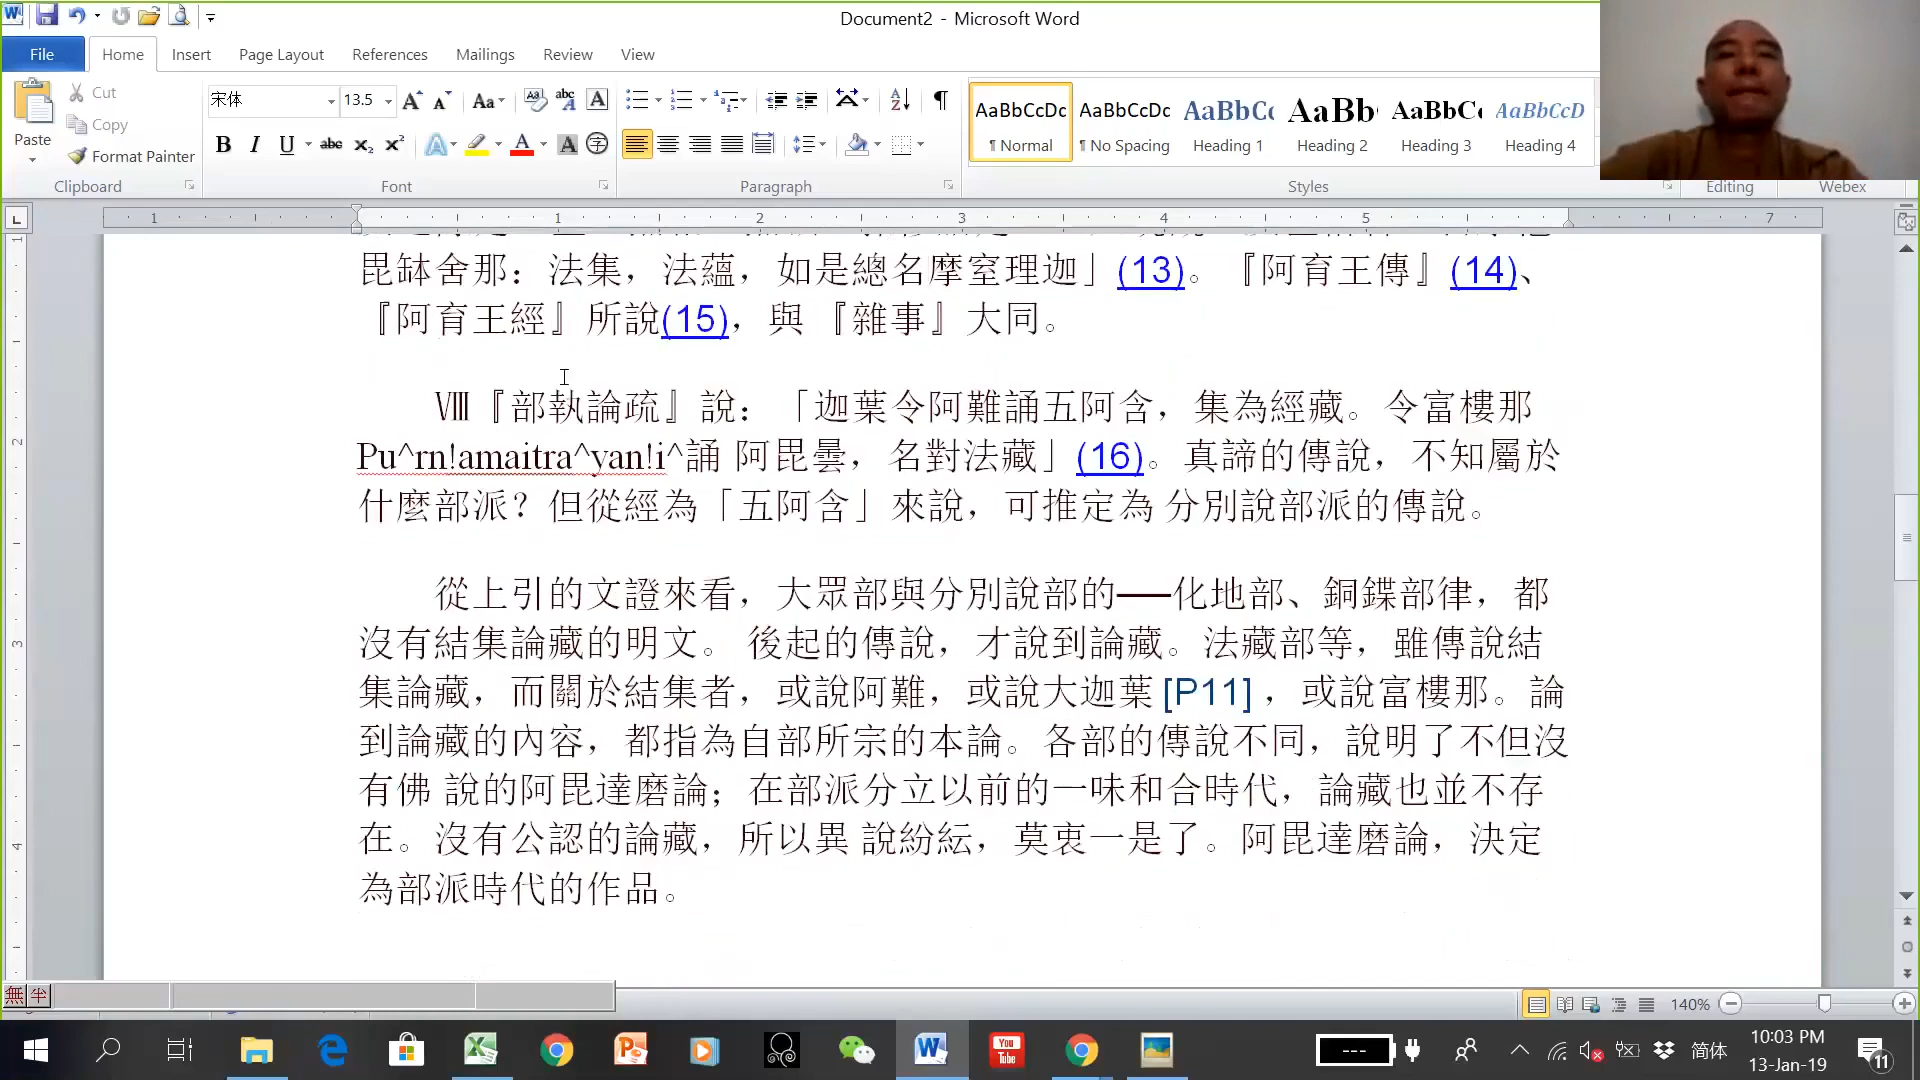 Document2 - Microsoft Word
File Home Insert Page Layout References Mailings Review View
宋体 13.5
Paste Cut Copy Format Painter
AaBbCcDc AaBbCcDc AaBbCc AaBb AaBbCc AaBbCcD
¶ Normal ¶ No Spacing Heading 1 Heading 2 Heading 3 Heading 4
Clipboard Font Paragraph Styles Editing Webex
毘缽舍那：法集，法蘊，如是總名摩窒理迦」(13)。『阿育王傳』(14)、
『阿育王經』所說(15)，與 『雜事』大同。
Ⅷ『部執論疏』說：「迦葉令阿難誦五阿含，集為經藏。令富樓那
Pu^rn!amaitra^yan!i^誦 阿毘曇，名對法藏」(16)。真諦的傳說，不知屬於
什麼部派？但從經為「五阿含」來說，可推定為 分別說部派的傳說。
從上引的文證來看，大眾部與分別說部的──化地部、銅鍱部律，都
沒有結集論藏的明文。 後起的傳說，才說到論藏。法藏部等，雖傳說結
集論藏，而關於結集者，或說阿難，或說大迦葉 [P11] ，或說富樓那。論
到論藏的內容，都指為自部所宗的本論。各部的傳說不同，說明了不但沒
有佛 說的阿毘達磨論；在部派分立以前的一味和合時代，論藏也並不存
在。沒有公認的論藏，所以異 說紛紜，莫衷一是了。阿毘達磨論，決定
為部派時代的作品。
無 半
140%
简体
10:03 PM
13-Jan-19
11